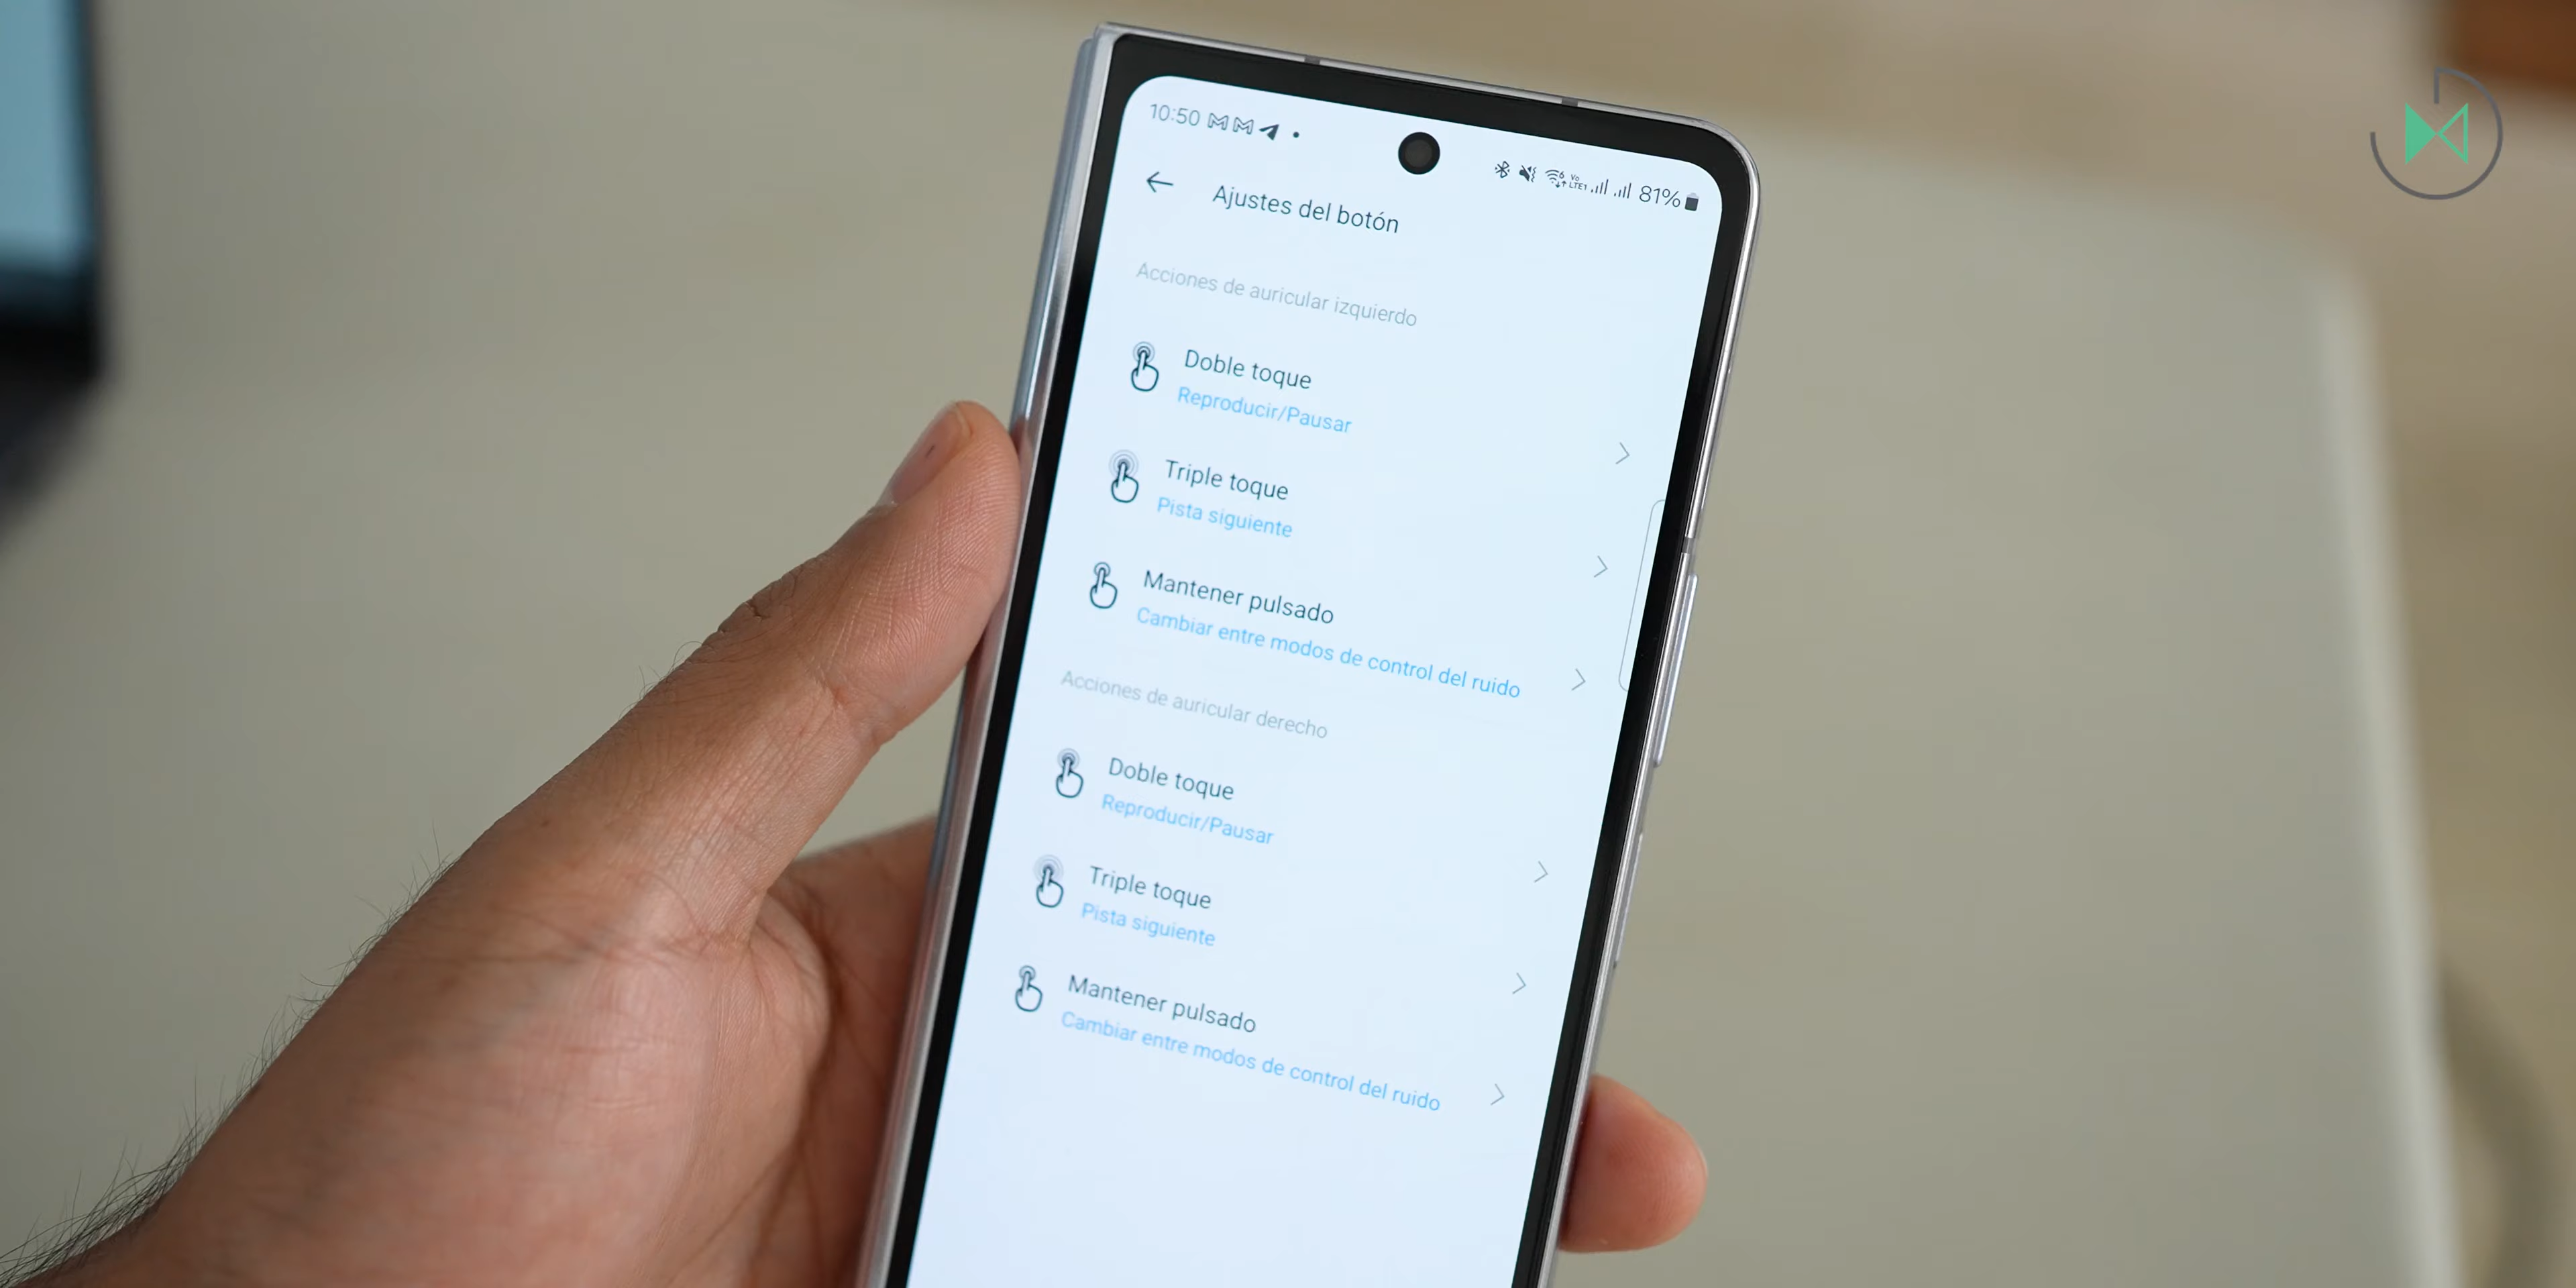 10:50
Vo LTE1 81%
Ajustes del botón
Acciones de auricular izquierdo
Doble toque
Reproducir/Pausar
Triple toque
Pista siguiente
Mantener pulsado
Cambiar entre modos de control del ruido
Acciones de auricular derecho
Doble toque
Reproducir/Pausar
Triple toque
Pista siguiente
Mantener pulsado
Cambiar entre modos de control del ruido